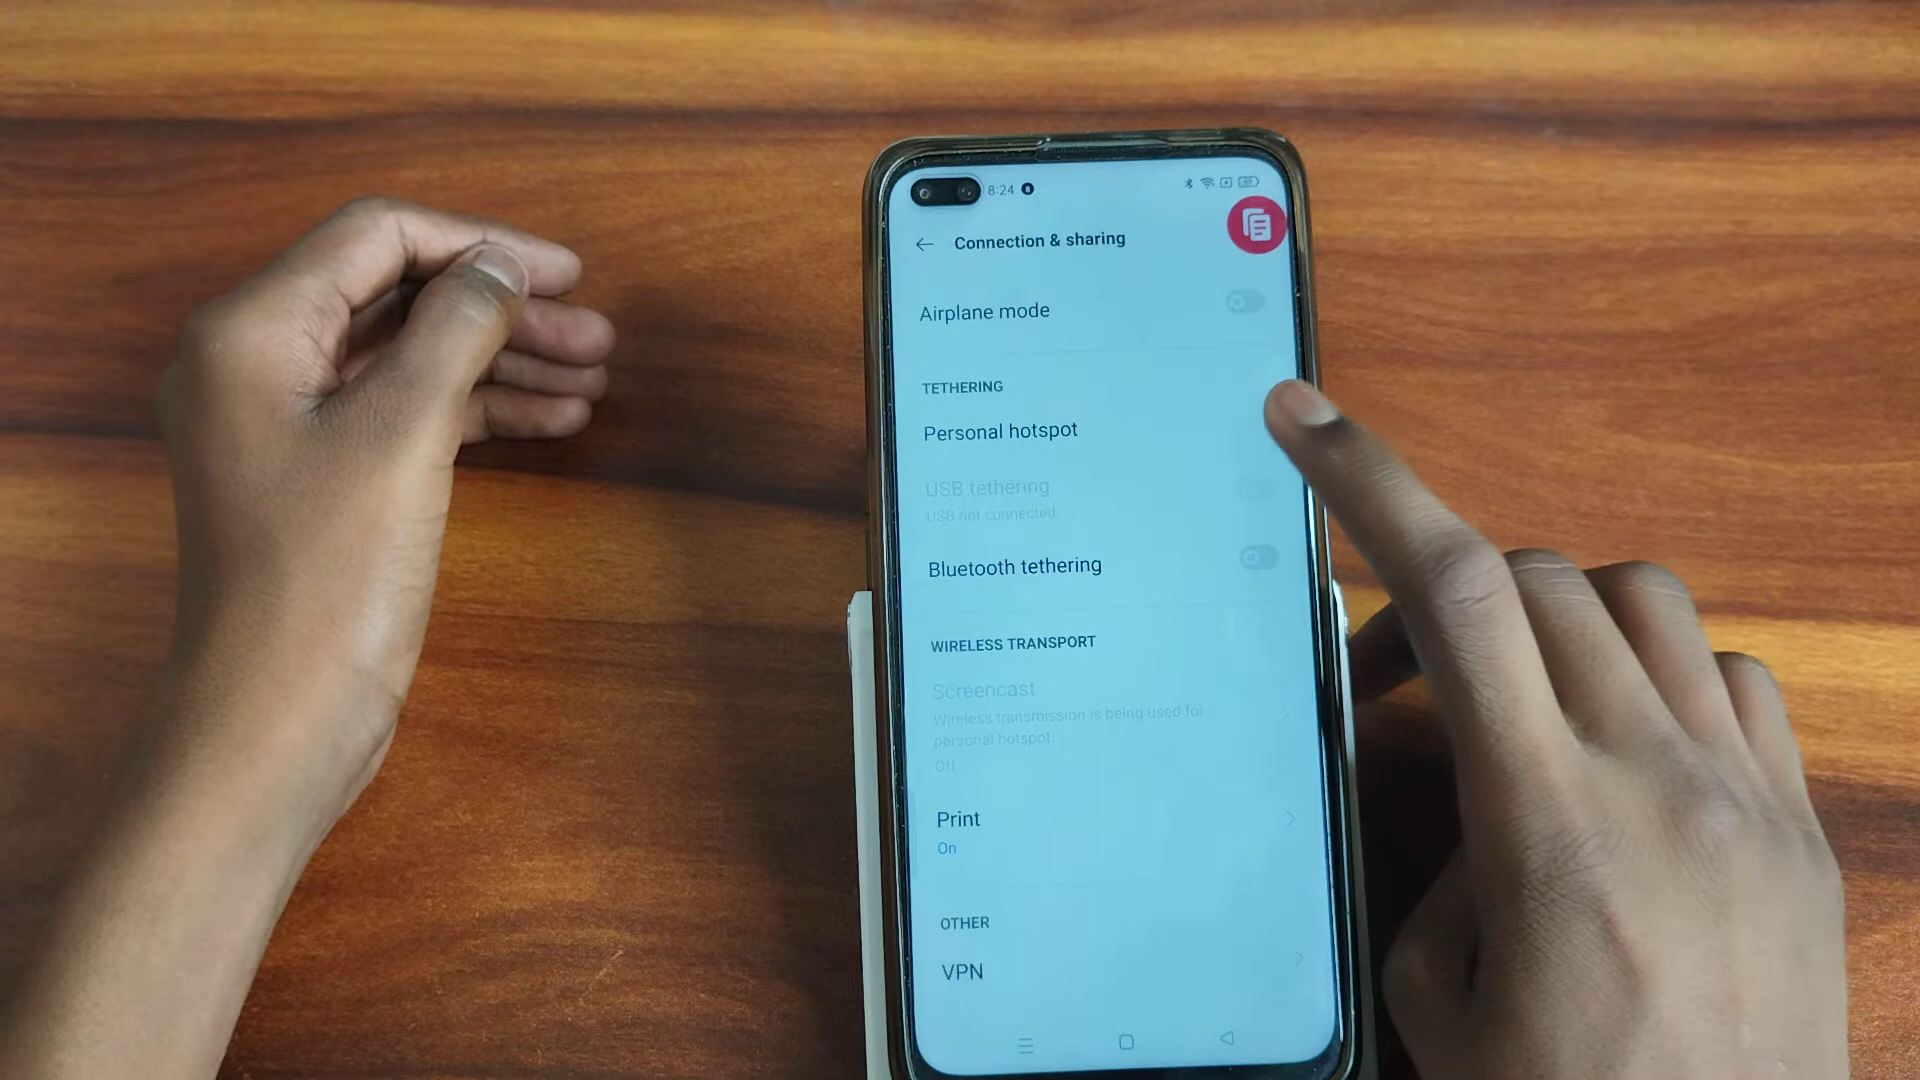 8:24
Connection & sharing
Airplane mode
TETHERING
Personal hotspot
USB tethering
USB not connected
Bluetooth tethering
WIRELESS TRANSPORT
Screencast
Wireless transmission is being used for
personal hotspot.
Off
Print
On
OTHER
VPN